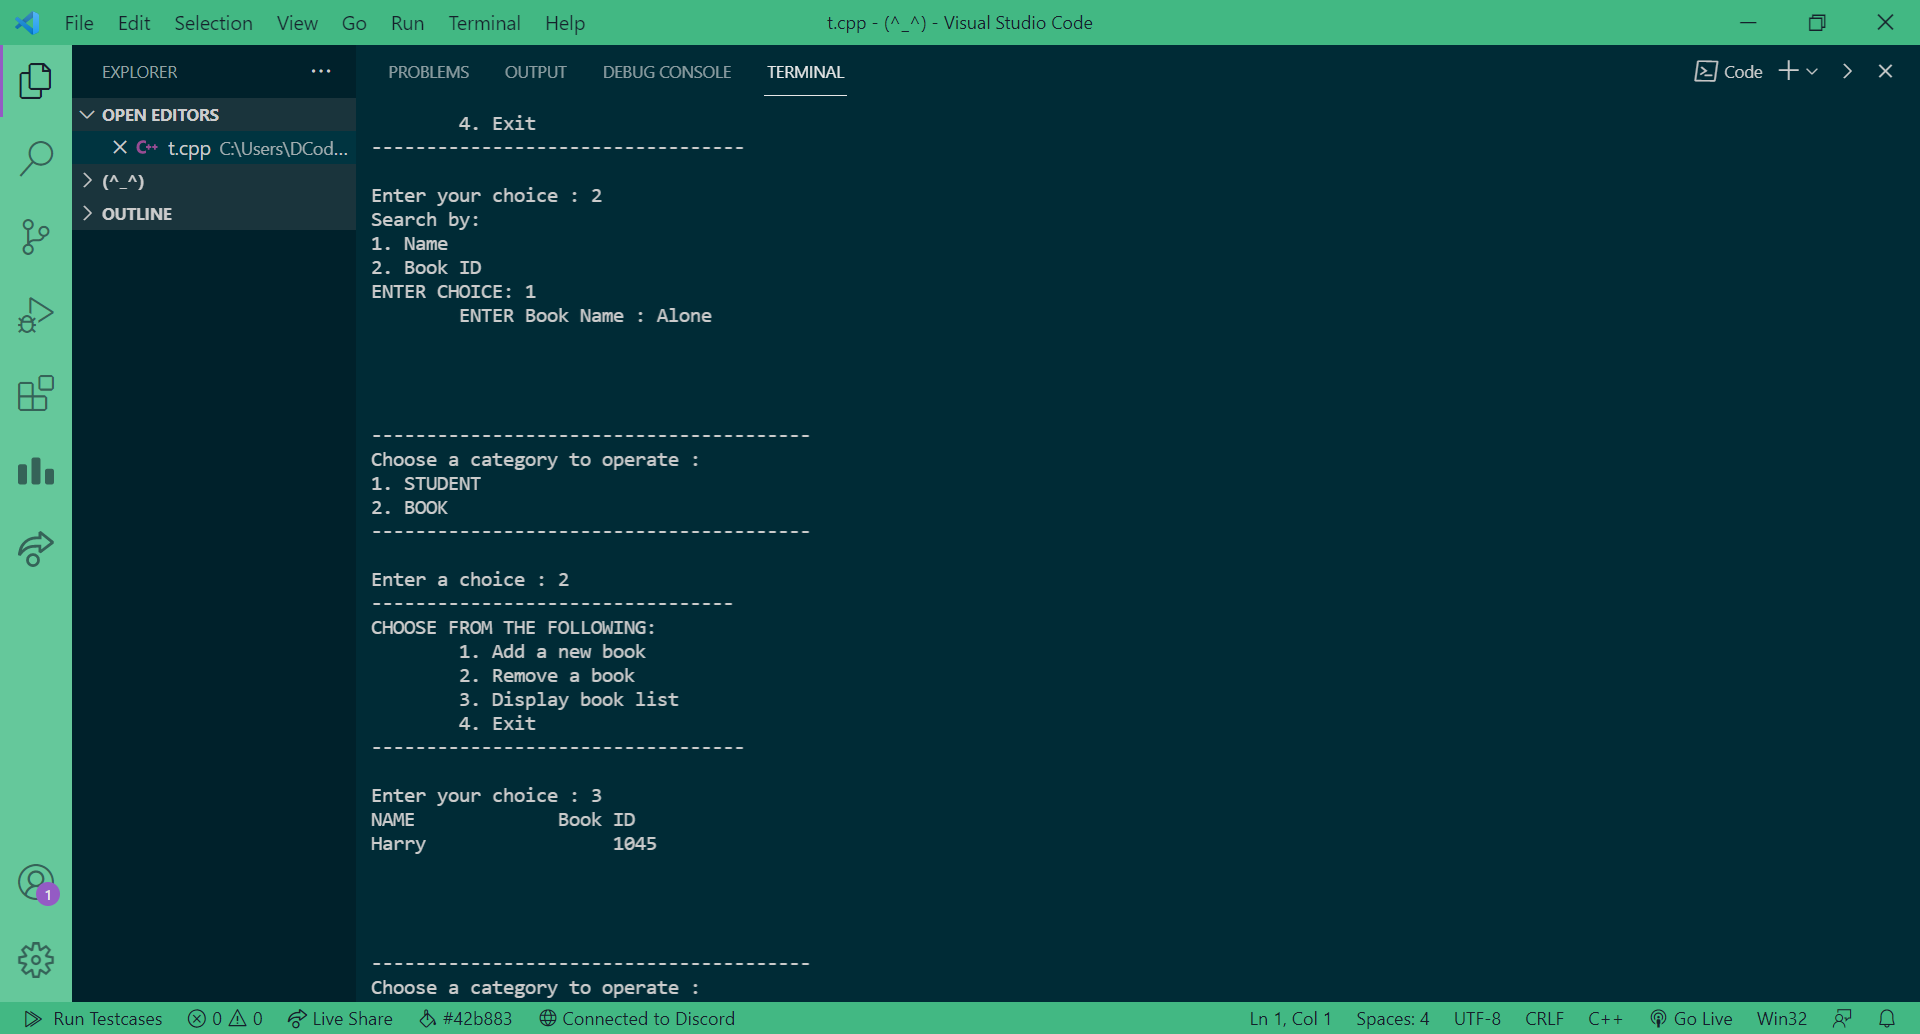 File Edit Selection View Go Run Terminal Help t.cpp - (^_^) - Visual Studio Code
EXPLORER ...
OPEN EDITORS
C++ t.cpp C:\Users\DCod...
(^_^)
OUTLINE
1
PROBLEMS OUTPUT DEBUG CONSOLE TERMINAL Code
4. Exit
----------------------------------
Enter your choice : 2
Search by:
1. Name
2. Book ID
ENTER CHOICE: 1
ENTER Book Name : Alone
----------------------------------------
Choose a category to operate :
1. STUDENT
2. BOOK
----------------------------------------
Enter a choice : 2
---------------------------------
CHOOSE FROM THE FOLLOWING:
1. Add a new book
2. Remove a book
3. Display book list
4. Exit
----------------------------------
Enter your choice : 3
NAME Book ID
Harry 1045
----------------------------------------
Choose a category to operate :
Run Testcases 0 0 Live Share #42b883 Connected to Discord Ln 1, Col 1 Spaces: 4 UTF-8 CRLF C++ Go Live Win32